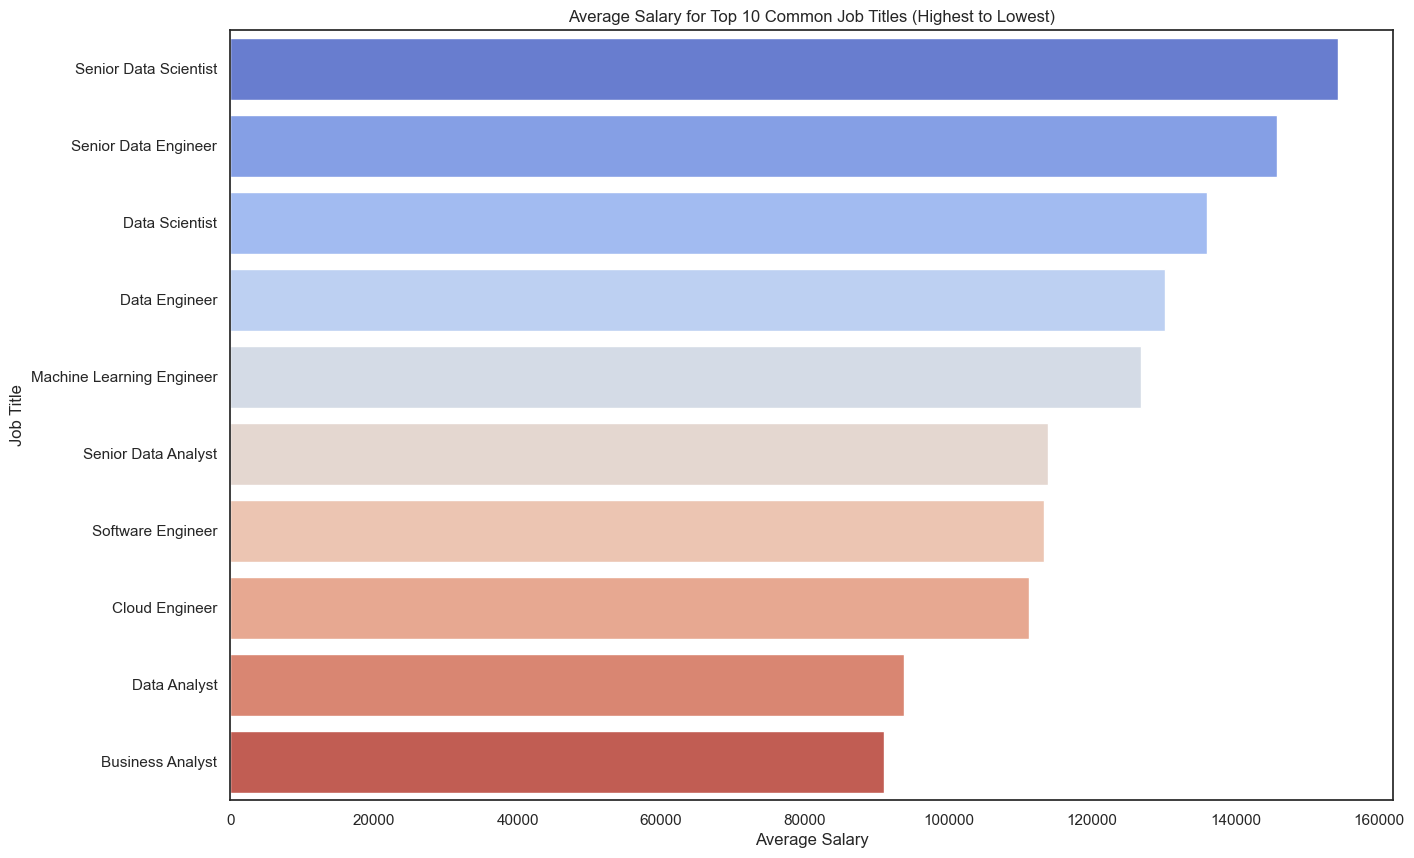 Average Salary for Top 10 Common Job Titles (Highest to Lowest)
Senior Data Scientist
Senior Data Engineer
Data Scientist
Data Engineer
Machine Learning Engineer
Senior Data Analyst
Software Engineer
Cloud Engineer
Data Analyst
Business Analyst
Job Title
0 20000 40000 60000 80000 100000 120000 140000 160000
Average Salary